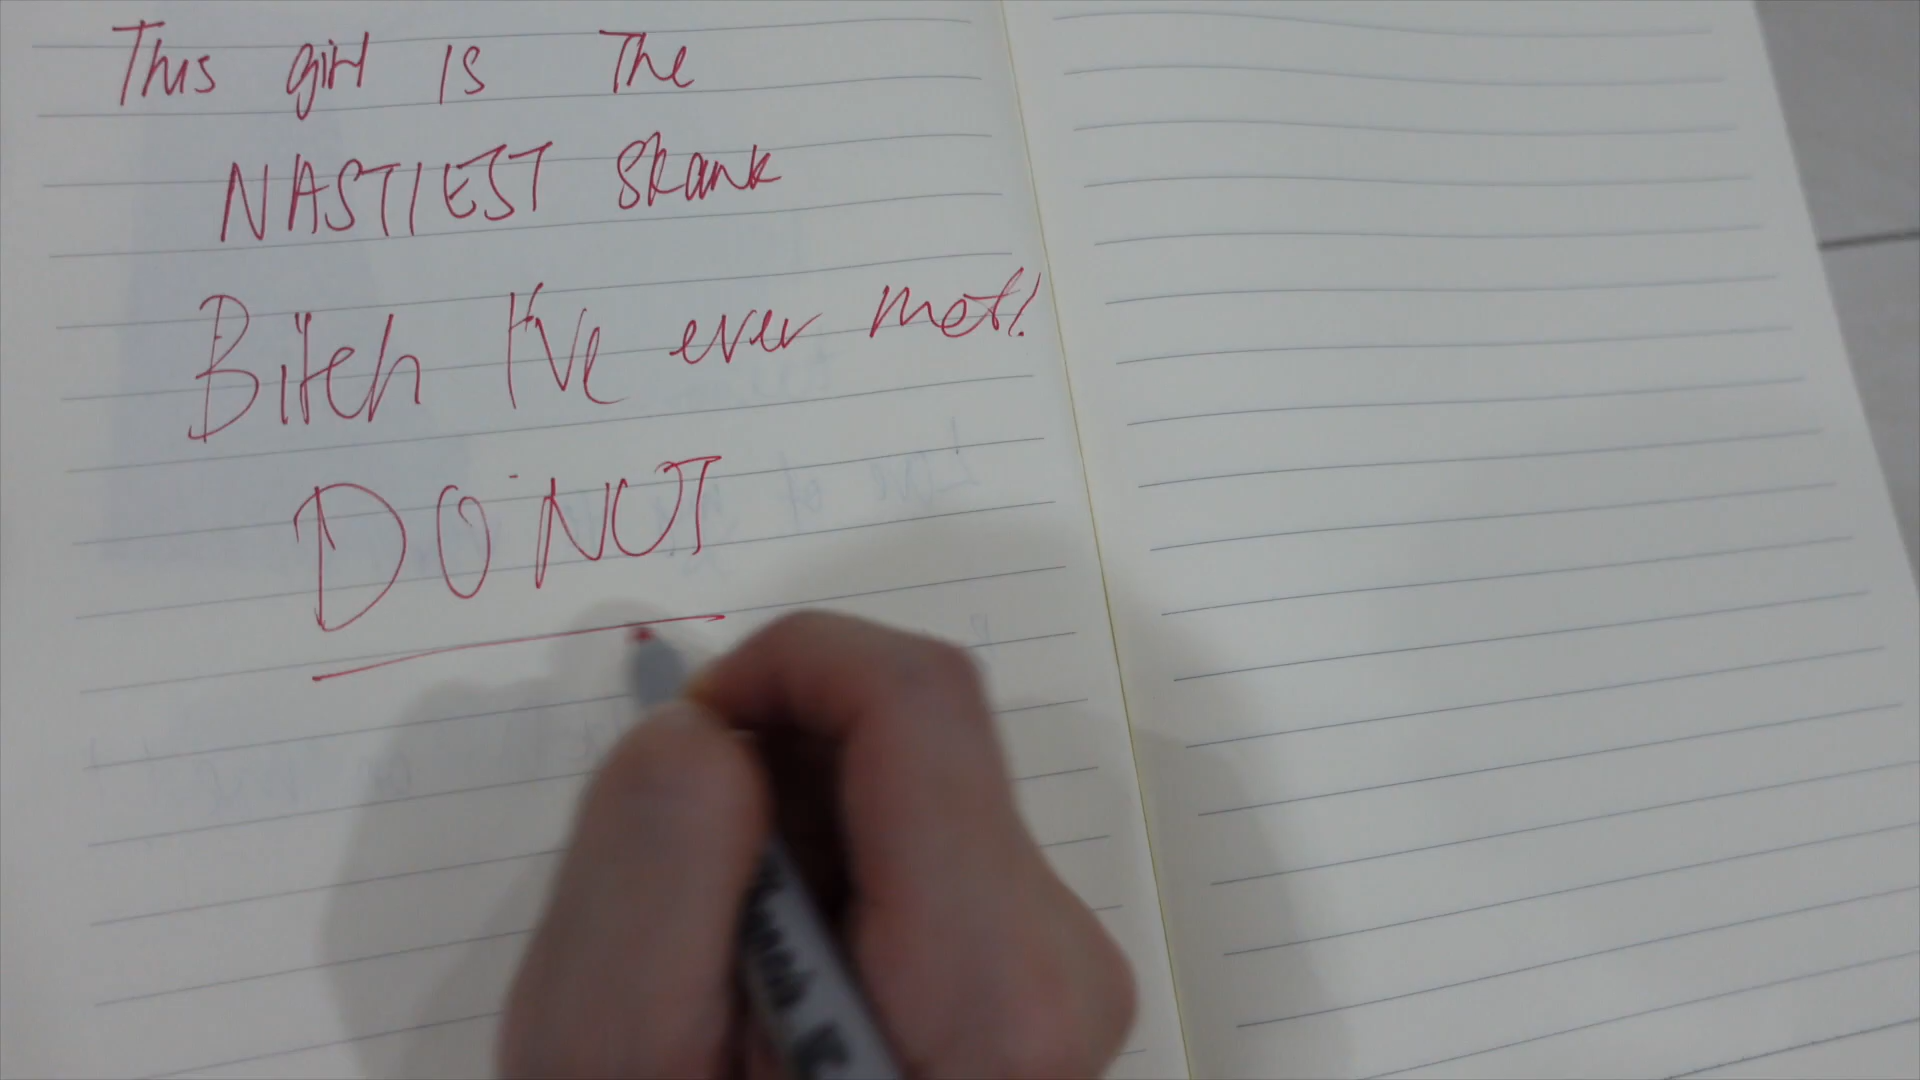 This girl is The
NASTIEST Skank
Bitch I've ever met!
DO NOT